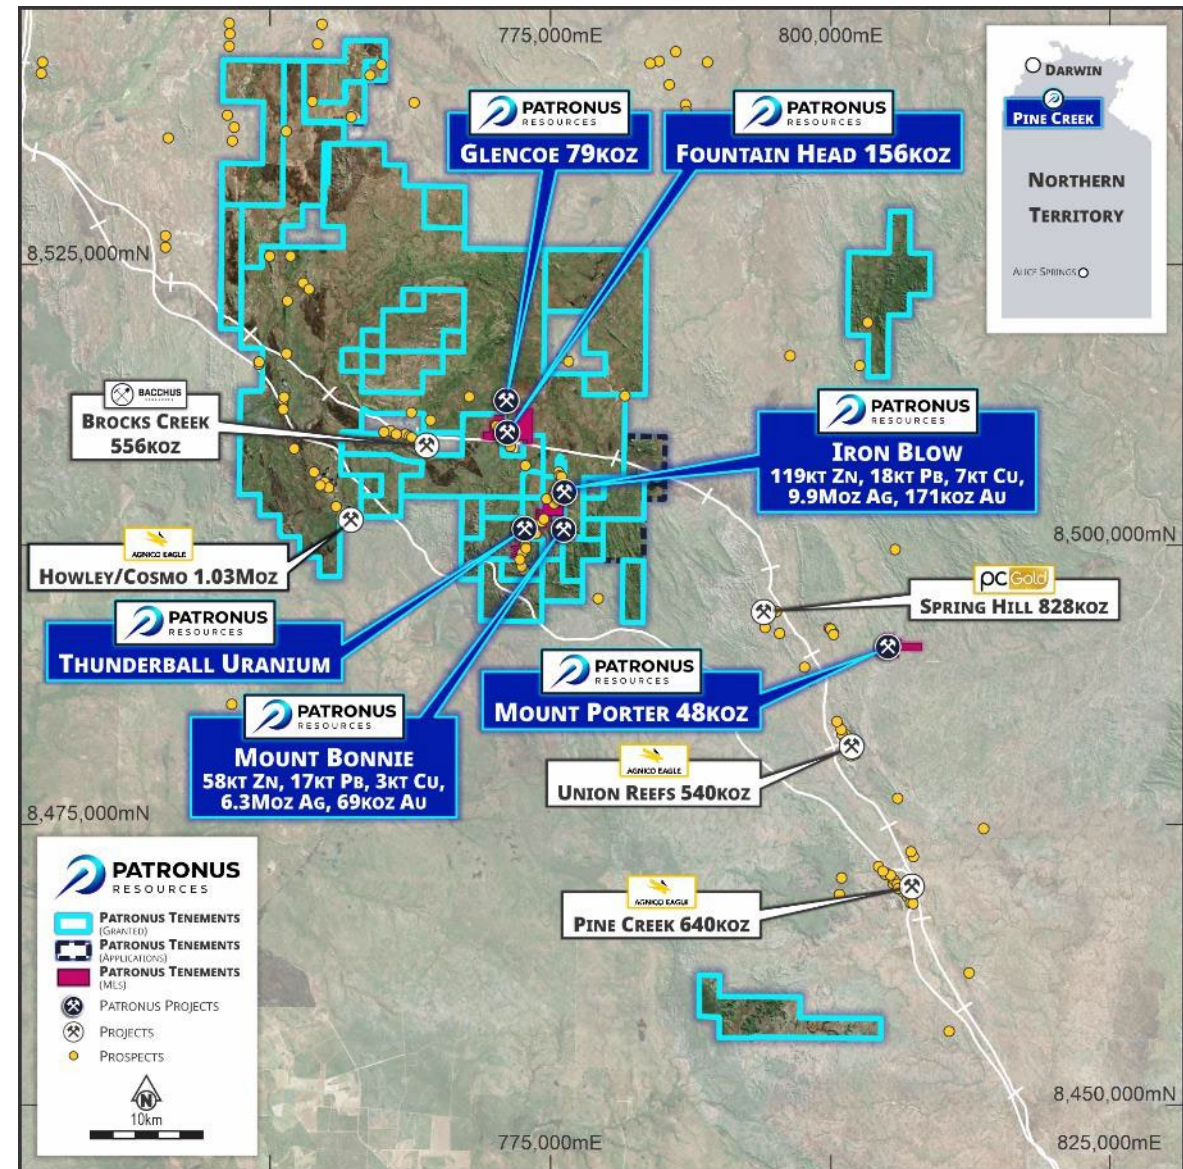 775,000mE
800,000mE
DARWIN
PINE CREEK
NORTHERN
TERRITORY
ALICE SPRINGS
PATRONUS
RESOURCES
GLENCOE 79KOZ
PATRONUS
RESOURCES
FOUNTAIN HEAD 156KOZ
8,525,000mN
BACCHUS
BROCKS CREEK
556KOZ
PATRONUS
RESOURCES
IRON BLOW
119KT ZN, 18KT PB, 7KT CU,
9.9MOZ AG, 171KOZ AU
8,500,000mN
AGNICO EAGLE
HOWLEY/COSMO 1.03MOZ
pc Gold
SPRING HILL 828KOZ
PATRONUS
RESOURCES
THUNDERBALL URANIUM
PATRONUS
RESOURCES
MOUNT PORTER 48KOZ
PATRONUS
RESOURCES
MOUNT BONNIE
58KT ZN, 17KT PB, 3KT CU,
6.3MOZ AG, 69KOZ AU
AGNICO EAGLE
UNION REEFS 540KOZ
8,475,000mN
AGNICO EAGLE
PINE CREEK 640KOZ
PATRONUS
RESOURCES
PATRONUS TENEMENTS
(GRANTED)
PATRONUS TENEMENTS
(APPLICATIONS)
PATRONUS TENEMENTS
(MLS)
PATRONUS PROJECTS
PROJECTS
PROSPECTS
N
10km
8,450,000mN
775,000mE
825,000mE